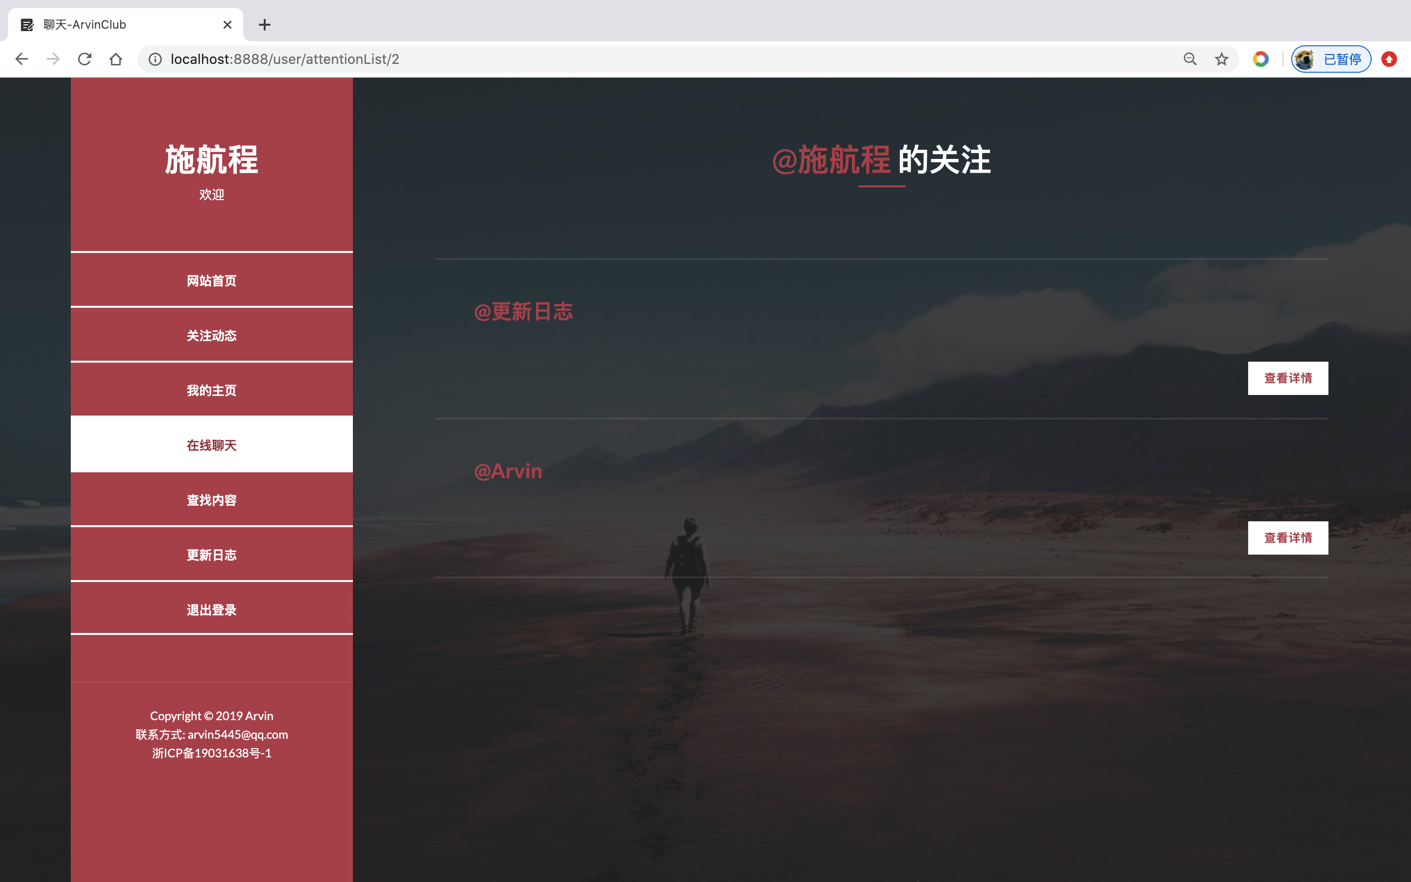 聊天-ArvinClub
localhost:8888/user/attentionList/2
已暂停
施航程
欢迎
网站首页
关注动态
我的主页
在线聊天
查找内容
更新日志
退出登录
Copyright © 2019 Arvin
联系方式: arvin5445@qq.com
浙ICP备19031638号-1
@施航程 的关注
@更新日志
查看详情
@Arvin
查看详情